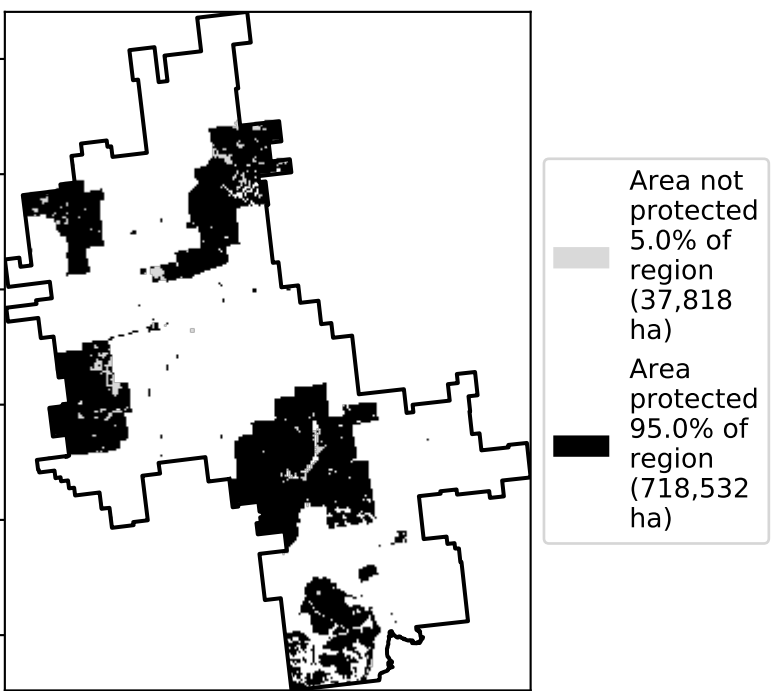 Area not
protected
5.0% of
region
(37,818
ha)
Area
protected
95.0% of
region
(718,532
ha)